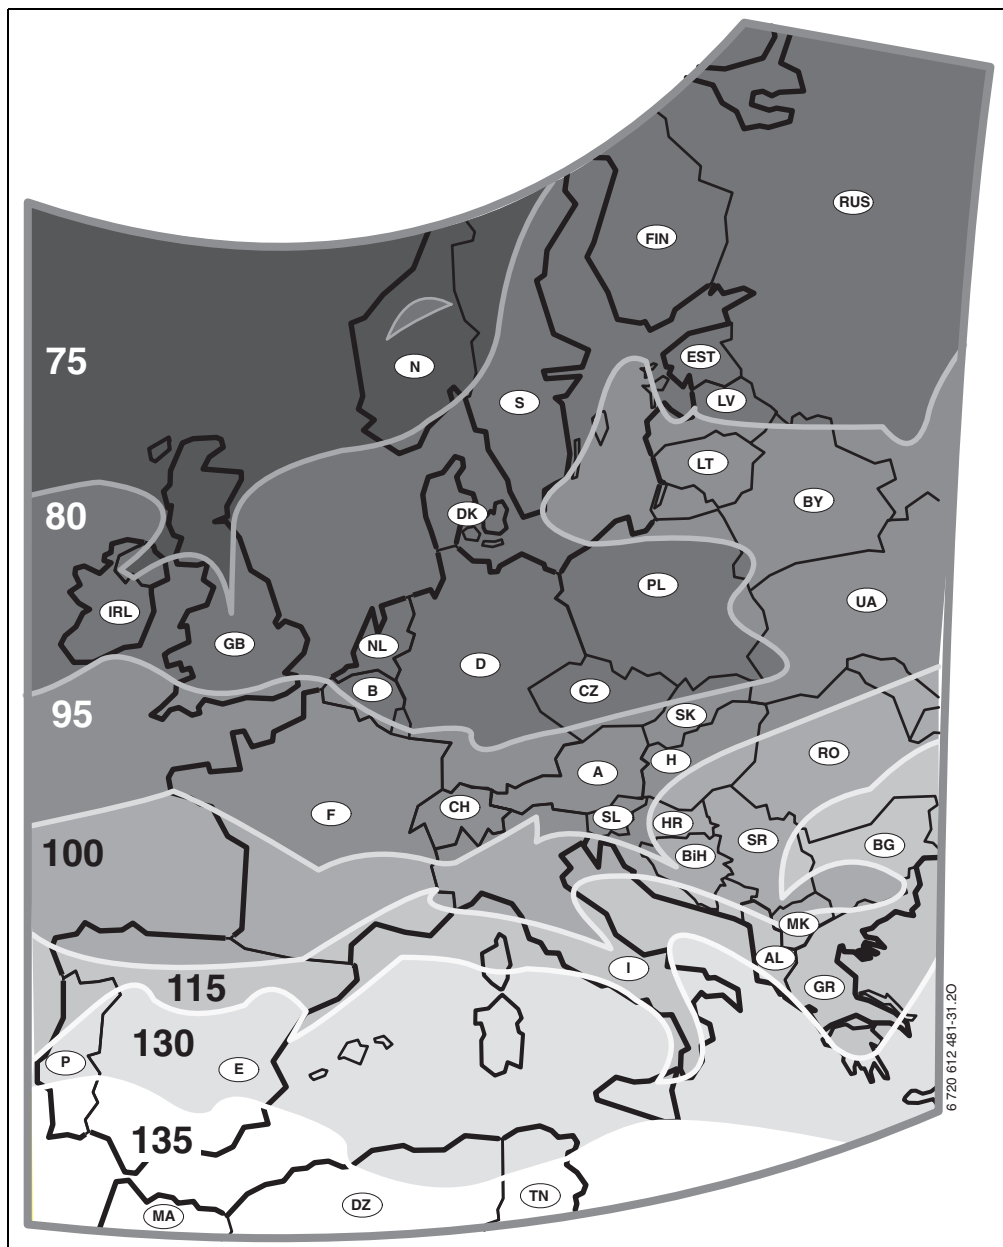 RUS
FIN
EST
75
N
S
LV
LT
BY
80
DK
PL
UA
IRL
GB
NL
D
B
CZ
95
SK
RO
H
A
CH
F
SL
HR
SR
BG
100
BiH
MK
AL
I
GR
115
130
P
E
135
TN
DZ
MA
6 720 612 481-31.2O